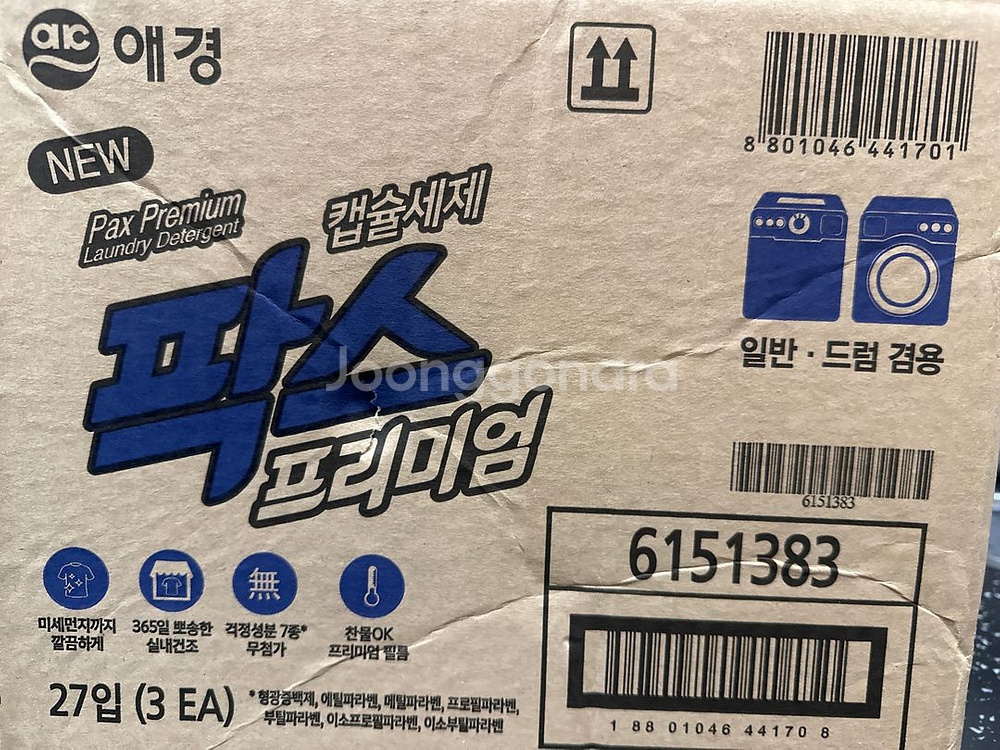 ak 애경
8 801046 441701
NEW
Pax Premium
Laundry Detergent
캡슐세제
팍스
프리미엄
Joonggonara
일반 · 드럼 겸용
6151383
6151383
無
미세먼지까지
깔끔하게
365일 뽀송한
실내건조
걱정성분 7종*
무첨가
찬물OK
프리미엄 필름
27입 (3 EA)
* 형광증백제, 에틸파라벤, 메틸파라벤, 프로필파라벤,
부틸파라벤, 이소프로필파라벤, 이소부틸파라벤
1 88 01046 44170 8